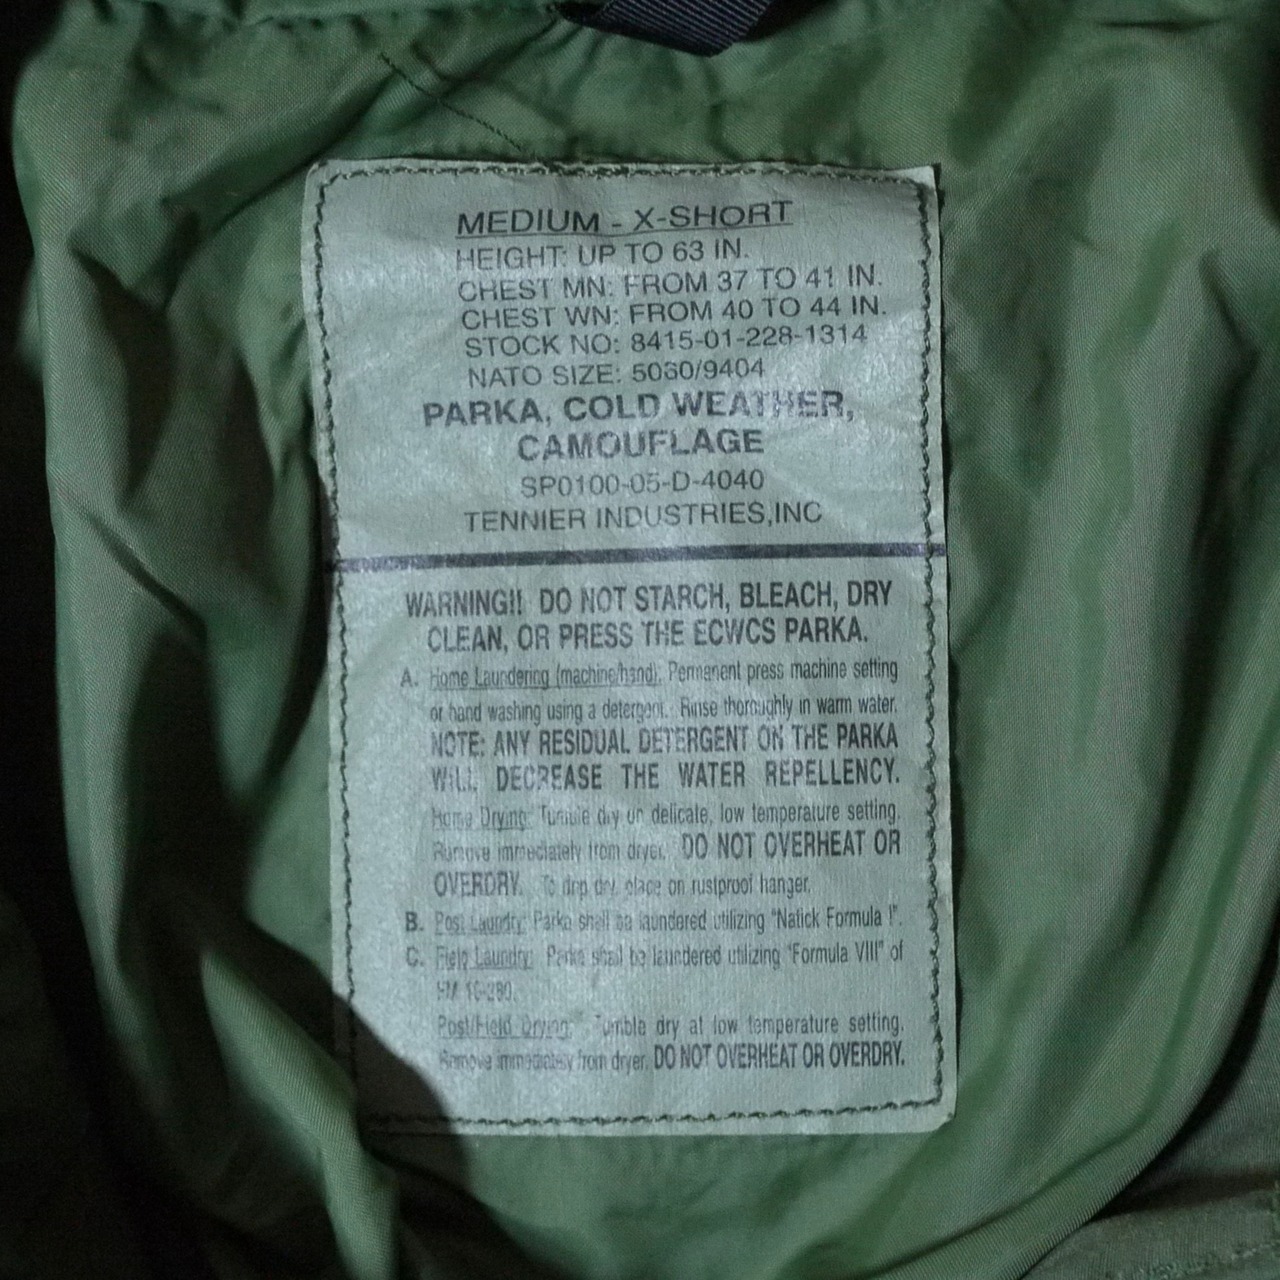 MEDIUM - X-SHORT
HEIGHT: UP TO 63 IN.
CHEST MN: FROM 37 TO 41 IN.
CHEST WN: FROM 40 TO 44 IN.
STOCK NO: 8415-01-228-1314
NATO SIZE: 5060/9404
PARKA, COLD WEATHER,
CAMOUFLAGE
SP0100-05-D-4040
TENNIER INDUSTRIES,INC
WARNING!! DO NOT STARCH, BLEACH, DRY
CLEAN, OR PRESS THE ECWCS PARKA.
A. Home Laundering (machine/hand): Permanent press machine setting
or hand washing using a detergent. Rinse thoroughly in warm water.
NOTE: ANY RESIDUAL DETERGENT ON THE PARKA
WILL DECREASE THE WATER REPELLENCY.
Home Drying: Tumble dry on delicate, low temperature setting.
Remove immediately from dryer. DO NOT OVERHEAT OR
OVERDRY. To drip dry, place on rustproof hanger.
B. Post Laundry: Parka shall be laundered utilizing "Natick Formula I".
C. Field Laundry: Parka shall be laundered utilizing "Formula VIII" of
FM 10-280.
Post/Field Drying: Tumble dry at low temperature setting.
Remove immediately from dryer. DO NOT OVERHEAT OR OVERDRY.